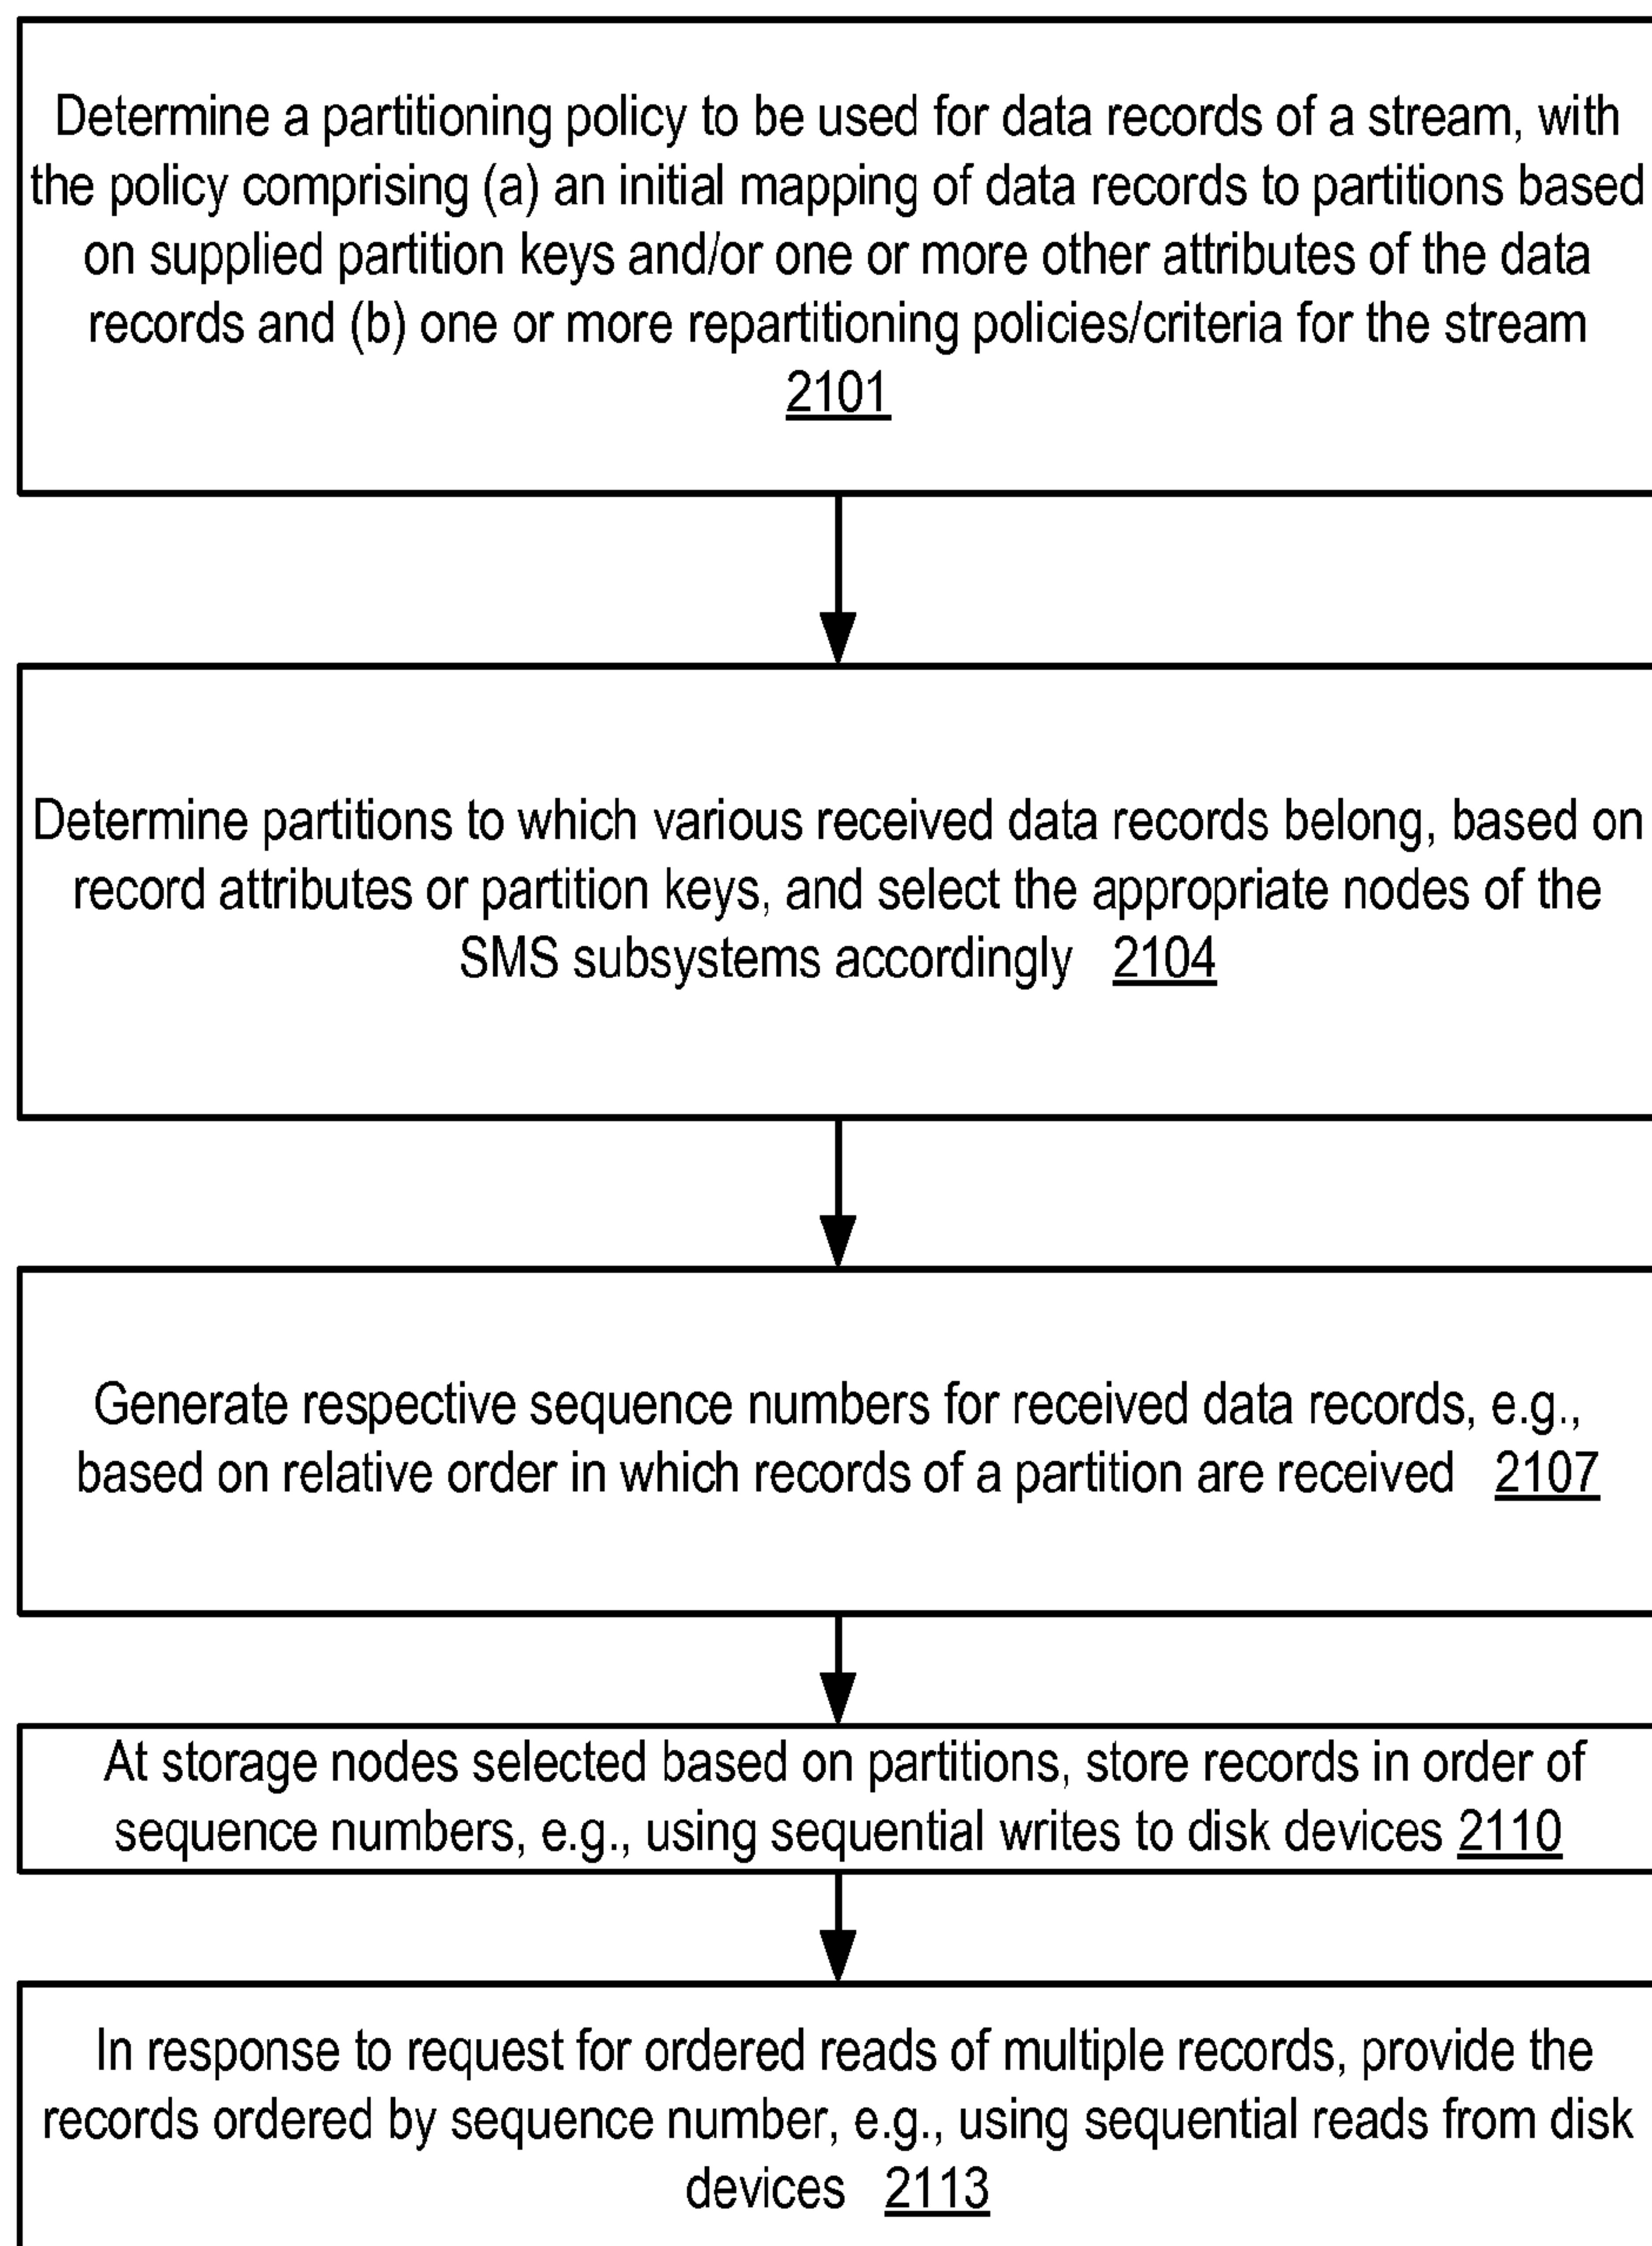 Determine a partitioning policy to be used for data records of a stream, with
the policy comprising (a) an initial mapping of data records to partitions based
on supplied partition keys and/or one or more other attributes of the data
records and (b) one or more repartitioning policies/criteria for the stream
2101
Determine partitions to which various received data records belong, based on
record attributes or partition keys, and select the appropriate nodes of the
SMS subsystems accordingly 2104
Generate respective sequence numbers for received data records, e.g.,
based on relative order in which records of a partition are received 2107
At storage nodes selected based on partitions, store records in order of
sequence numbers, e.g., using sequential writes to disk devices 2110
In response to request for ordered reads of multiple records, provide the
records ordered by sequence number, e.g., using sequential reads from disk
devices 2113